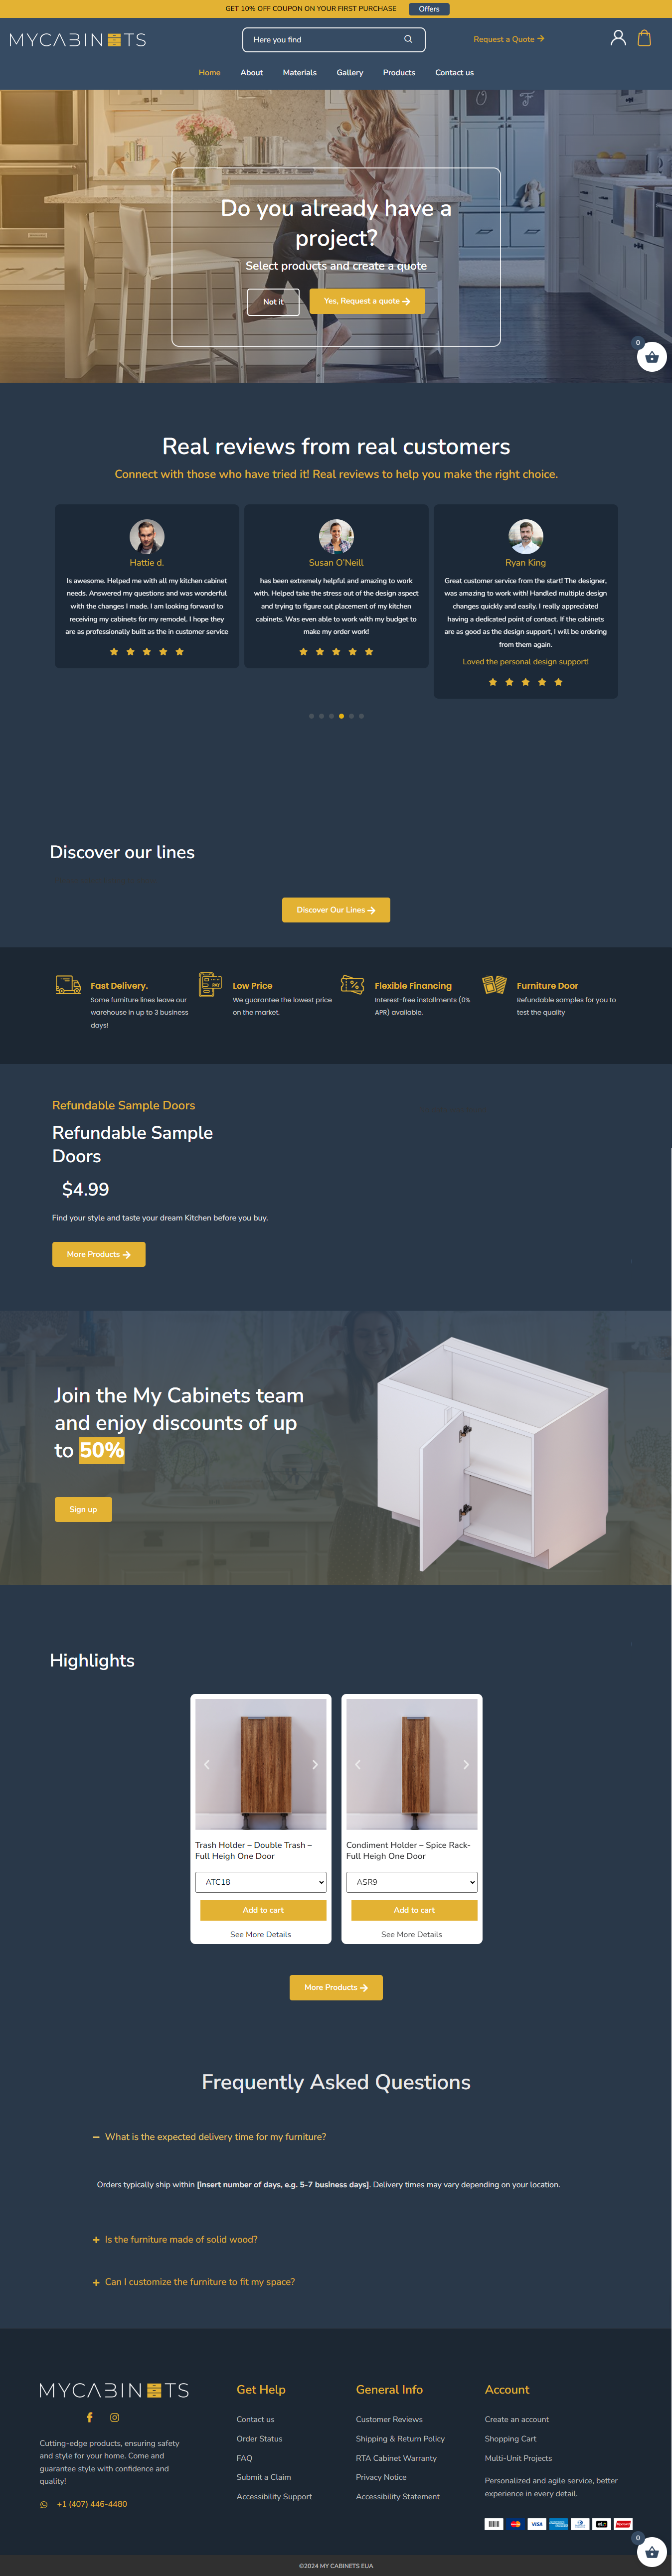 GET 10% OFF COUPON ON YOUR FIRST PURCHASE
Offers
MYCABINETS
Here you find
Request a Quote
Home
About
Materials
Gallery
Products
Contact us
Do you already have a
project?
Select products and create a quote
Not it
Yes, Request a quote
0
Real reviews from real customers
Connect with those who have tried it! Real reviews to help you make the right choice.
Hattie d.
Is awesome. Helped me with all my kitchen cabinet
needs. Answered my questions and was wonderful
with the changes I made. I am looking forward to
receiving my cabinets for my remodel. I hope they
are as professionally built as the in customer service
Susan O'Neill
has been extremely helpful and amazing to work
with. Helped take the stress out of the design aspect
and trying to figure out placement of my kitchen
cabinets. Was even able to work with my budget to
make my order work!
Ryan King
Great customer service from the start! The designer,
was amazing to work with! Handled multiple design
changes quickly and easily. I really appreciated
having a dedicated point of contact. If the cabinets
are as good as the design support, I will be ordering
from them again.
Loved the personal design support!
Discover our lines
Discover Our Lines
Fast Delivery.
Some furniture lines leave our
warehouse in up to 3 business
days!
Low Price
We guarantee the lowest price
on the market.
Flexible Financing
Interest-free installments (0%
APR) available.
Furniture Door
Refundable samples for you to
test the quality
Refundable Sample Doors
Refundable Sample
Doors
$4.99
Find your style and taste your dream Kitchen before you buy.
More Products
Join the My Cabinets team
and enjoy discounts of up
to 50%
Sign up
Highlights
Trash Holder – Double Trash –
Full Heigh One Door
ATC18
Add to cart
See More Details
Condiment Holder – Spice Rack-
Full Heigh One Door
ASR9
Add to cart
See More Details
More Products
Frequently Asked Questions
What is the expected delivery time for my furniture?
Orders typically ship within [insert number of days, e.g. 5-7 business days]. Delivery times may vary depending on your location.
Is the furniture made of solid wood?
Can I customize the furniture to fit my space?
MYCABINETS
Cutting-edge products, ensuring safety
and style for your home. Come and
guarantee style with confidence and
quality!
+1 (407) 446-4480
Get Help
Contact us
Order Status
FAQ
Submit a Claim
Accessibility Support
General Info
Customer Reviews
Shipping & Return Policy
RTA Cabinet Warranty
Privacy Notice
Accessibility Statement
Account
Create an account
Shopping Cart
Multi-Unit Projects
Personalized and agile service, better
experience in every detail.
VISA
elo
0
©2024 MY CABINETS EUA